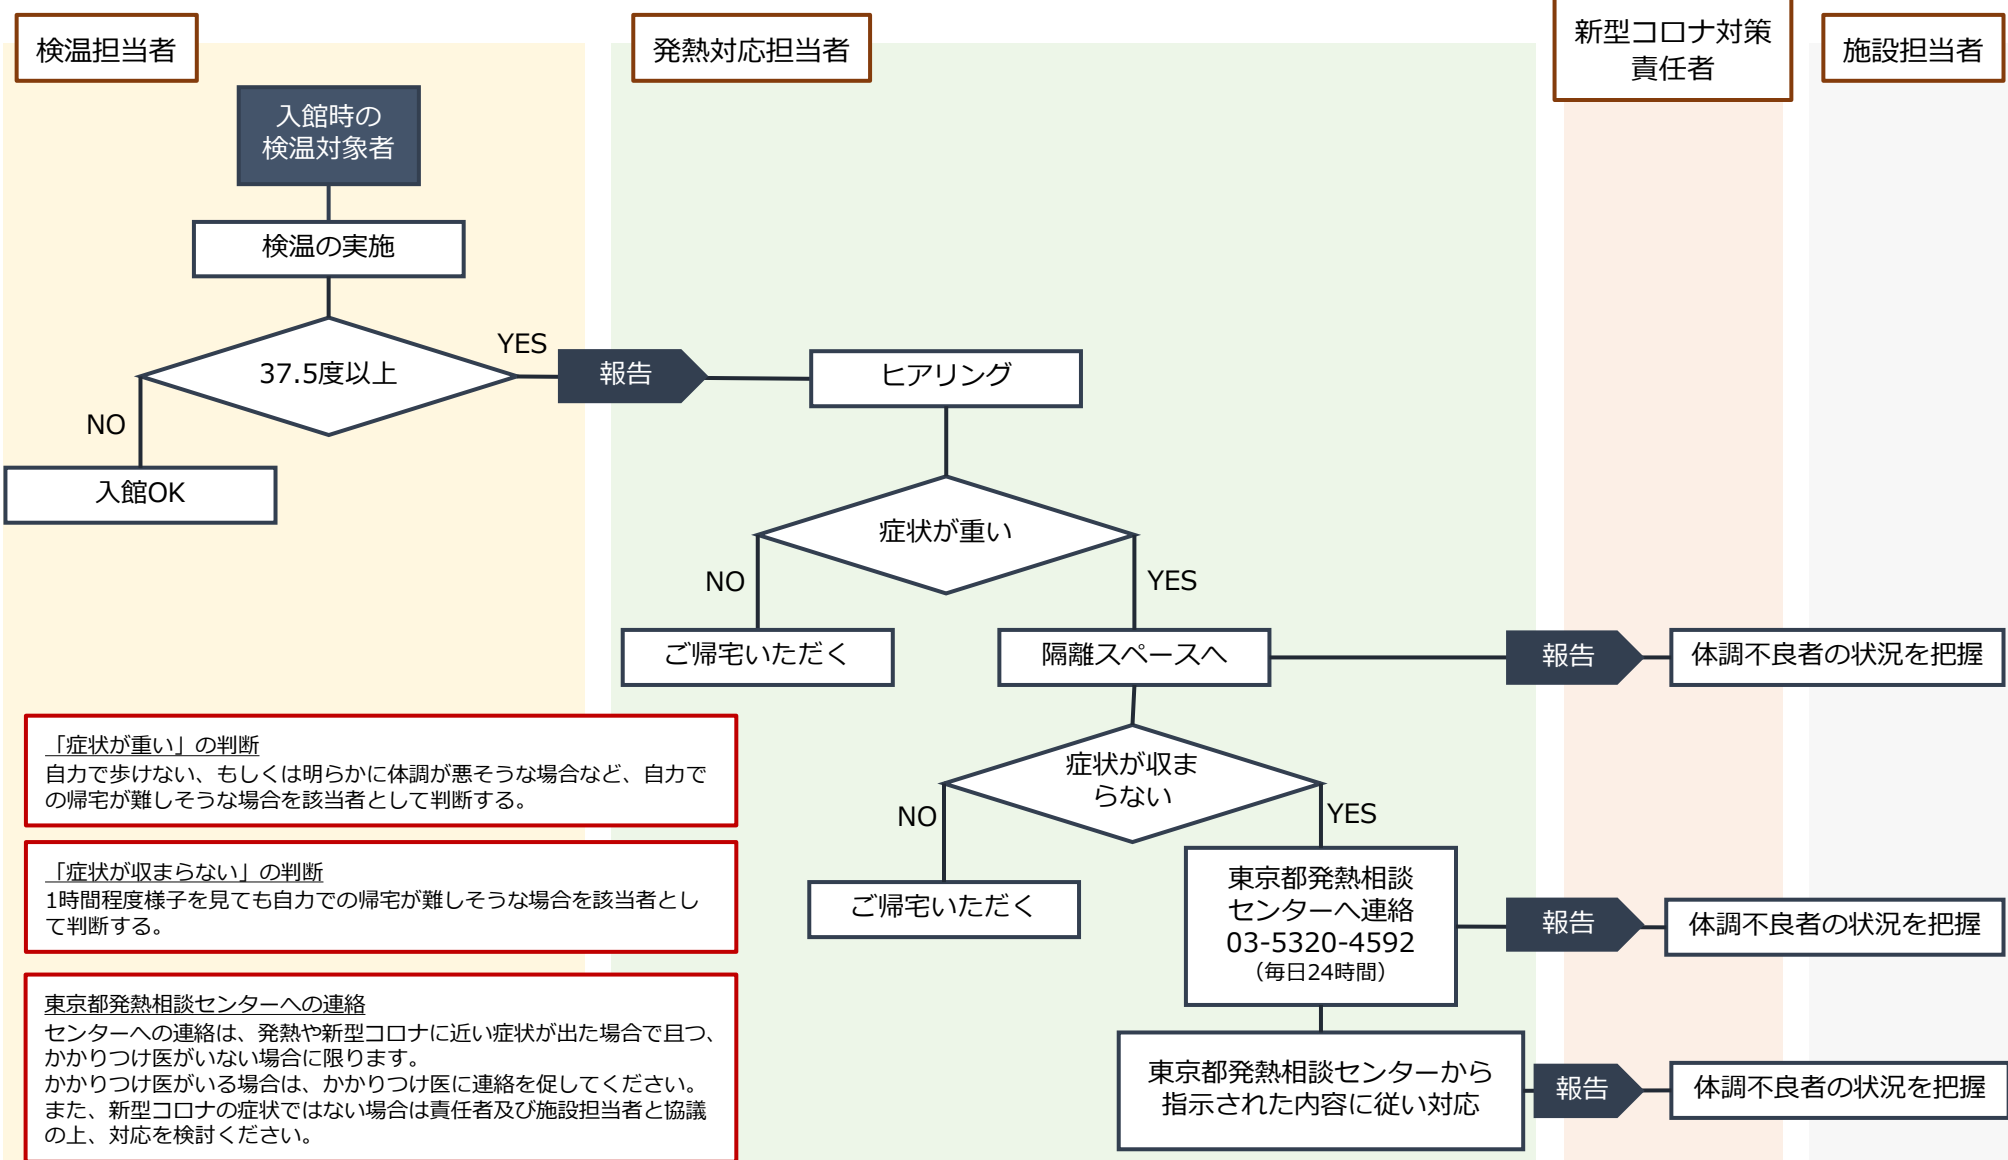 検温担当者
発熱対応担当者
新型コロナ対策
責任者
施設担当者
入館時の
検温対象者
検温の実施
37.5度以上
YES
報告
ヒアリング
NO
入館OK
症状が重い
NO
YES
ご帰宅いただく
隔離スペースへ
報告
体調不良者の状況を把握
症状が収ま
らない
NO
YES
ご帰宅いただく
東京都発熱相談
センターへ連絡
03-5320-4592
（毎日24時間）
報告
体調不良者の状況を把握
東京都発熱相談センターから
指示された内容に従い対応
報告
体調不良者の状況を把握
「症状が重い」の判断
自力で歩けない、もしくは明らかに体調が悪そうな場合など、自力で
の帰宅が難しそうな場合を該当者として判断する。
「症状が収まらない」の判断
1時間程度様子を見ても自力での帰宅が難しそうな場合を該当者とし
て判断する。
東京都発熱相談センターへの連絡
センターへの連絡は、発熱や新型コロナに近い症状が出た場合で且つ、
かかりつけ医がいない場合に限ります。
かかりつけ医がいる場合は、かかりつけ医に連絡を促してください。
また、新型コロナの症状ではない場合は責任者及び施設担当者と協議
の上、対応を検討ください。